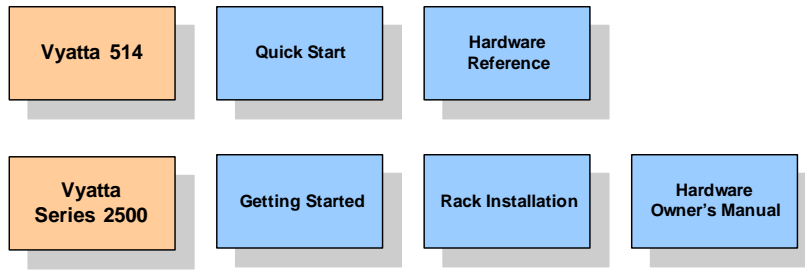 Vyatta 514
Quick Start
Hardware
Reference
Vyatta
Series 2500
Getting Started
Rack Installation
Hardware
Owner's Manual